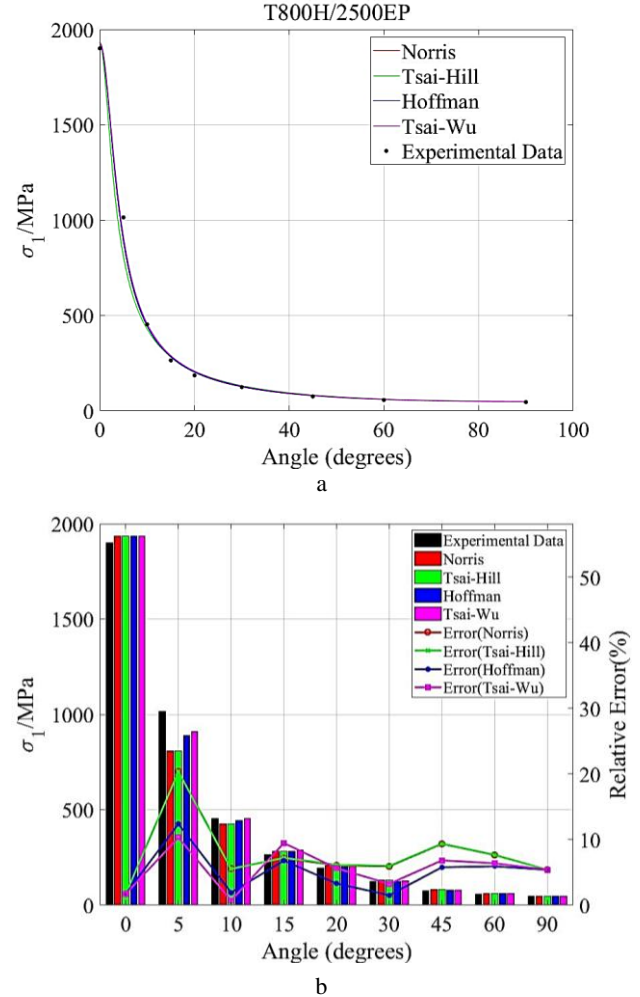 T800H/2500EP
2000
1500
1000
500
0
σ1/MPa
Norris
Tsai-Hill
Hoffman
Tsai-Wu
Experimental Data
0 20 40 60 80 100
Angle (degrees)
a
2000
1500
1000
500
0
σ1/MPa
Experimental Data
Norris
Tsai-Hill
Hoffman
Tsai-Wu
Error(Norris)
Error(Tsai-Hill)
Error(Hoffman)
Error(Tsai-Wu)
50
40
30
20
10
0
Relative Error(%)
0 5 10 15 20 30 45 60 90
Angle (degrees)
b